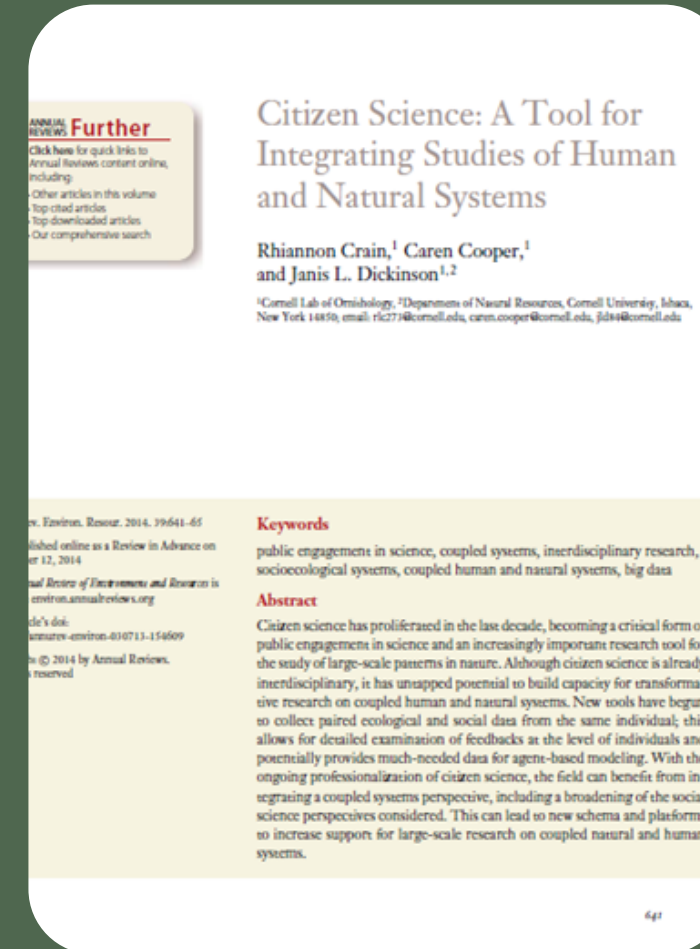 ANNUAL
REVIEWS Further
Click here for quick links to
Annual Reviews content online,
including:
• Other articles in this volume
• Top cited articles
• Top downloaded articles
• Our comprehensive search
Citizen Science: A Tool for
Integrating Studies of Human
and Natural Systems
Rhiannon Crain,¹ Caren Cooper,¹
and Janis L. Dickinson¹,²
¹Cornell Lab of Ornithology, ²Department of Natural Resources, Cornell University, Ithaca,
New York 14850; email: rlc273@cornell.edu, caren.cooper@cornell.edu, jld84@cornell.edu
ev. Environ. Resour. 2014. 39:641–65
lished online as a Review in Advance on
er 12, 2014
ual Review of Environment and Resources is
environ.annualreviews.org
cle's doi:
annurev-environ-030713-154609
ht © 2014 by Annual Reviews.
s reserved
Keywords
public engagement in science, coupled systems, interdisciplinary research,
socioecological systems, coupled human and natural systems, big data
Abstract
Citizen science has proliferated in the last decade, becoming a critical form o
public engagement in science and an increasingly important research tool fo
the study of large-scale patterns in nature. Although citizen science is already
interdisciplinary, it has untapped potential to build capacity for transforma
tive research on coupled human and natural systems. New tools have begun
to collect paired ecological and social data from the same individual; this
allows for detailed examination of feedbacks at the level of individuals and
potentially provides much-needed data for agent-based modeling. With the
ongoing professionalization of citizen science, the field can benefit from in
tegrating a coupled systems perspective, including a broadening of the socia
science perspectives considered. This can lead to new schema and platform
to increase support for large-scale research on coupled natural and human
systems.
641